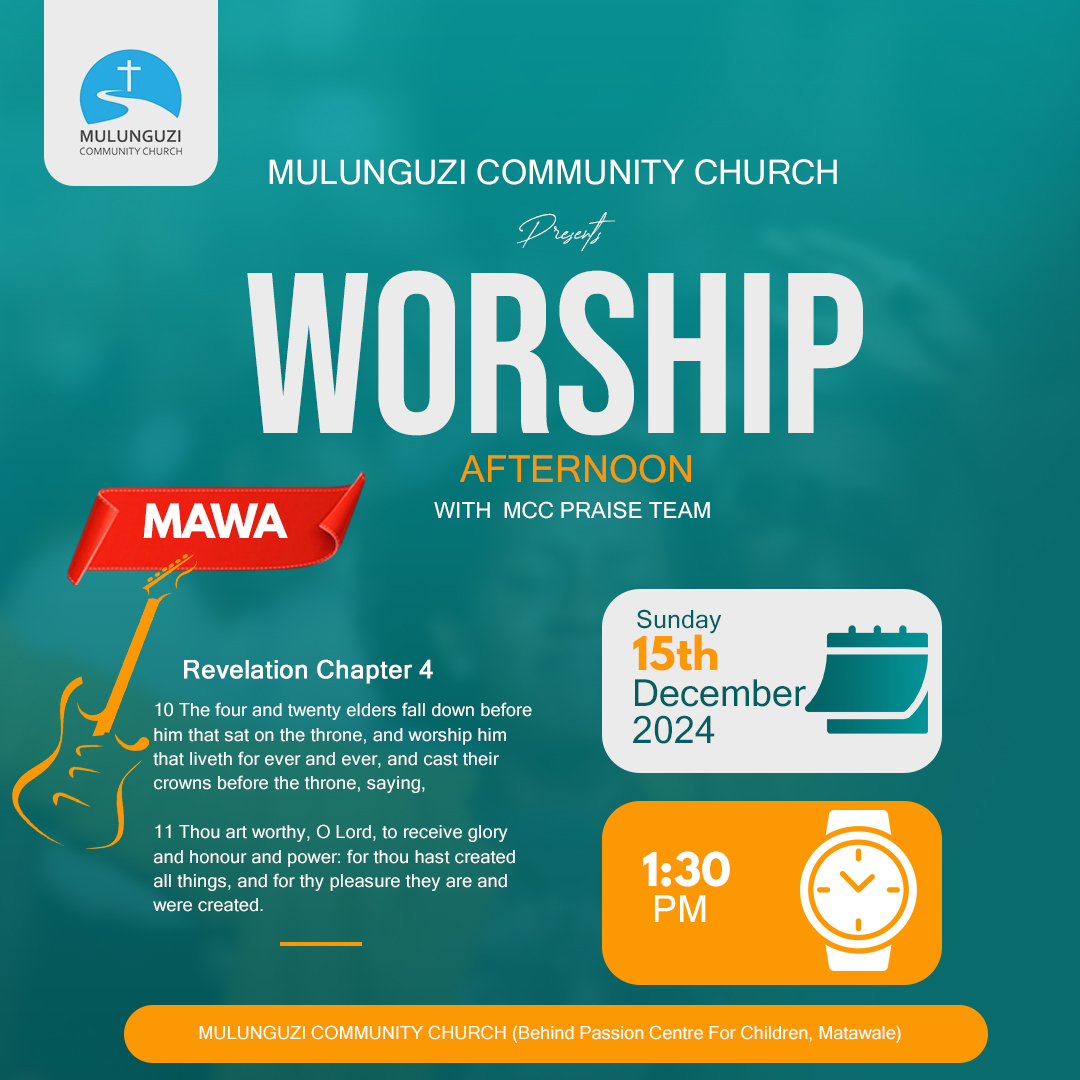 MULUNGUZI
COMMUNITY CHURCH
MULUNGUZI COMMUNITY CHURCH
Presents
WORSHIP
AFTERNOON
WITH MCC PRAISE TEAM
MAWA
Revelation Chapter 4
10 The four and twenty elders fall down before
him that sat on the throne, and worship him
that liveth for ever and ever, and cast their
crowns before the throne, saying,
11 Thou art worthy, O Lord, to receive glory
and honour and power: for thou hast created
all things, and for thy pleasure they are and
were created.
Sunday
15th
December
2024
1:30
PM
MULUNGUZI COMMUNITY CHURCH (Behind Passion Centre For Children, Matawale)